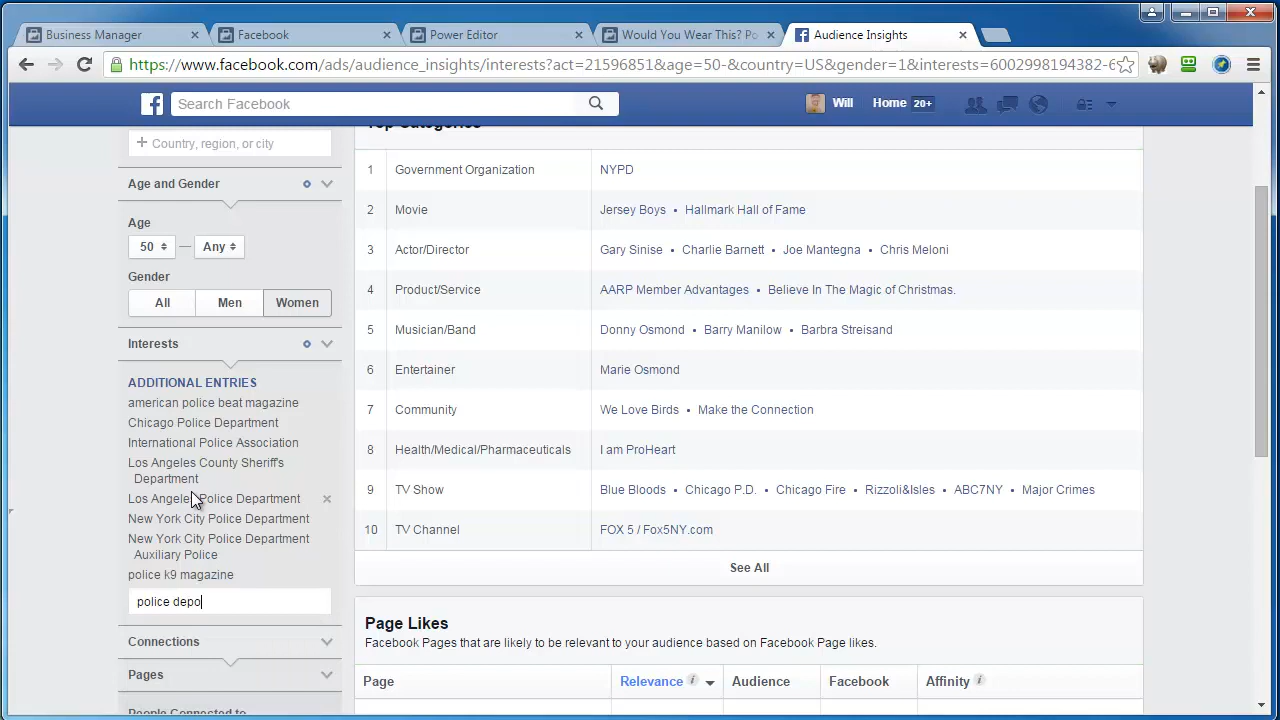 Business Manager
Facebook
Power Editor
Would You Wear This? Po
Audience Insights
https://www.facebook.com/ads/audience_insights/interests?act=21596851&age=50-&country=US&gender=1&interests=6002998194382-6
Search Facebook
Will
Home 20+
+ Country, region, or city
Top Categories
Age and Gender
Age
50 — Any
Gender
All Men Women
Interests
ADDITIONAL ENTRIES
american police beat magazine
Chicago Police Department
International Police Association
Los Angeles County Sheriff's
Department
Los Angeles Police Department
New York City Police Department
New York City Police Department
Auxiliary Police
police k9 magazine
police depo
Connections
Pages
People Connected to
1 Government Organization NYPD
2 Movie Jersey Boys • Hallmark Hall of Fame
3 Actor/Director Gary Sinise • Charlie Barnett • Joe Mantegna • Chris Meloni
4 Product/Service AARP Member Advantages • Believe In The Magic of Christmas.
5 Musician/Band Donny Osmond • Barry Manilow • Barbra Streisand
6 Entertainer Marie Osmond
7 Community We Love Birds • Make the Connection
8 Health/Medical/Pharmaceuticals I am ProHeart
9 TV Show Blue Bloods • Chicago P.D. • Chicago Fire • Rizzoli&Isles • ABC7NY • Major Crimes
10 TV Channel FOX 5 / Fox5NY.com
See All
Page Likes
Facebook Pages that are likely to be relevant to your audience based on Facebook Page likes.
Page Relevance i Audience Facebook Affinity i